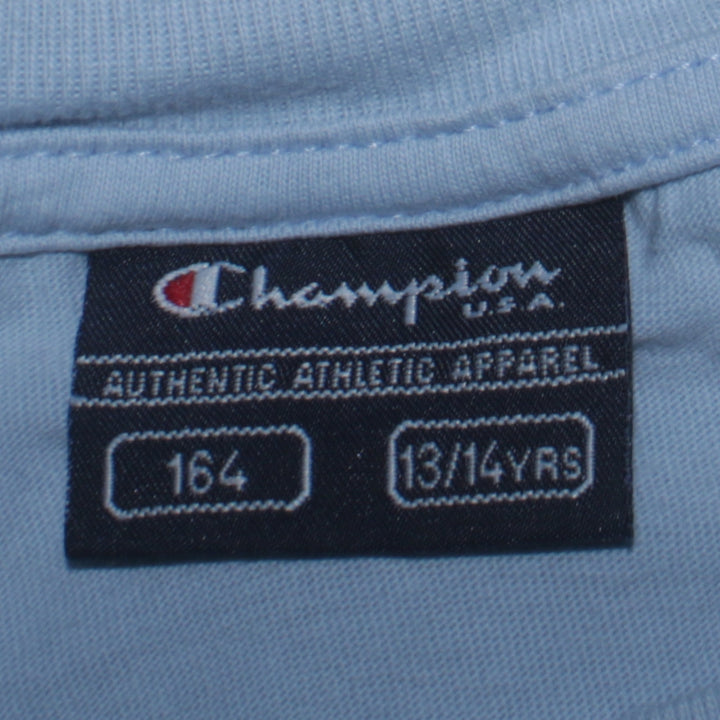 Champion
U.S.A.
AUTHENTIC ATHLETIC APPAREL
164
13/14YRS